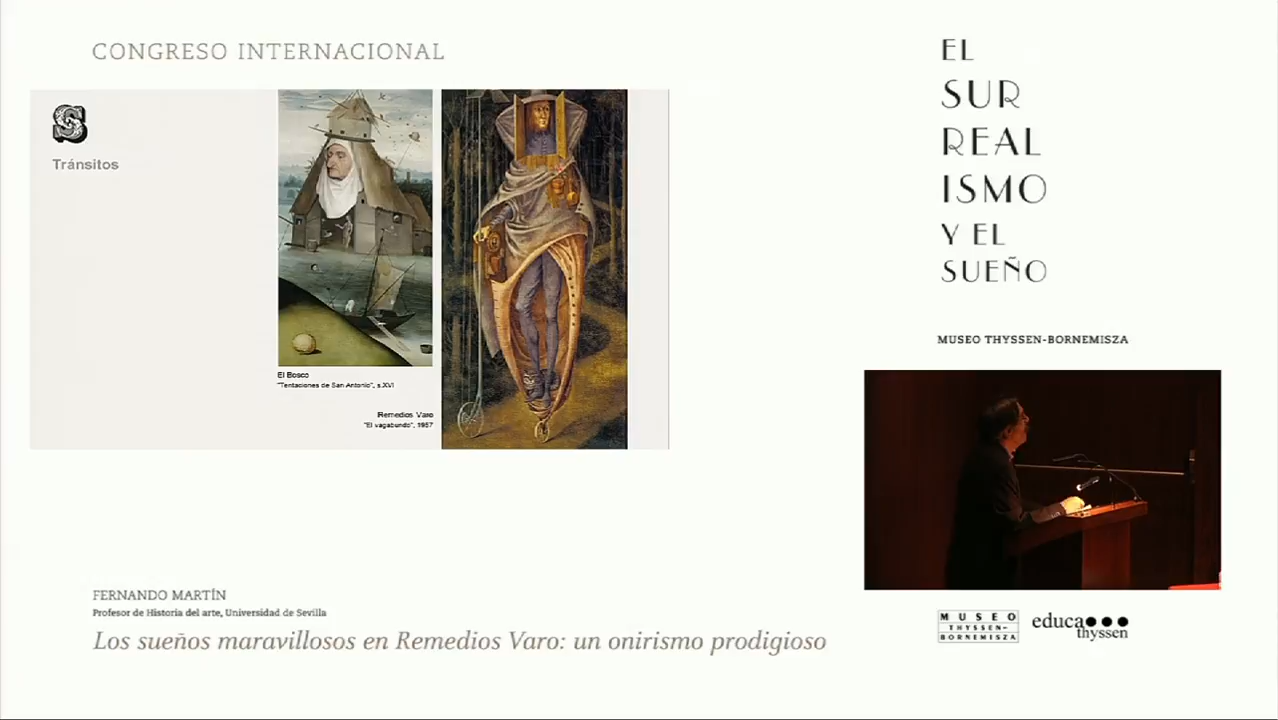 CONGRESO INTERNACIONAL
S
Tránsitos
El Bosco
"Tentaciones de San Antonio", s.XVI
Remedios Varo
"El vagabundo", 1957
EL
SUR
REAL
ISMO
Y EL
SUEÑO
MUSEO THYSSEN-BORNEMISZA
FERNANDO MARTÍN
Profesor de Historia del arte, Universidad de Sevilla
Los sueños maravillosos en Remedios Varo: un onirismo prodigioso
MUSEO
THYSSEN-
BORNEMISZA
educa
thyssen